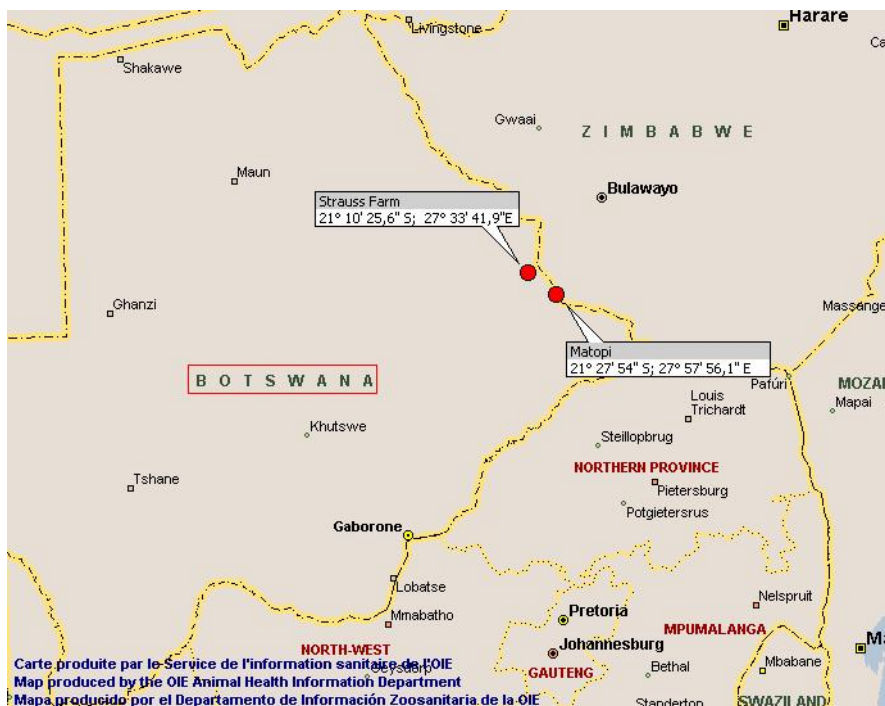 Harare
Livingstone
Ca
Shakawe
Gwaai
ZIMBABWE
Maun
Bulawayo
Strauss Farm
21° 10' 25,6" S; 27° 33' 41,9"E
Ghanzi
Massange
Matopi
21° 27' 54" S; 27° 57' 56,1" E
BOTSWANA
Pafúri
MOZA
Louis
Trichardt
Mapai
Khutswe
Steillopbrug
NORTHERN PROVINCE
Tshane
Pietersburg
Potgietersrus
Gaborone
Lobatse
Nelspruit
Mmabatho
Pretoria
MPUMALANGA
Johannesburg
Ma
NORTH-WEST
GAUTENG
Bethal
Mbabane
Carte produite par le Service de l'information sanitaire de l'OIE
Map produced by the OIE Animal Health Information Department
Mapa producido por el Departamento de Información Zoosanitaria de la OIE
Standerton
SWAZILAND